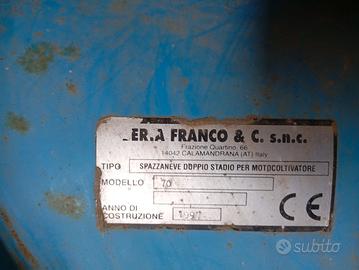 ER.A FRANCO & C. s.n.c.
Frazione Quartino, 66
14042 CALAMANDRANA (AT) Italy
TIPO SPAZZANEVE DOPPIO STADIO PER MOTOCOLTIVATORE
MODELLO 70
ANNO DI
COSTRUZIONE 1997
CE
subito